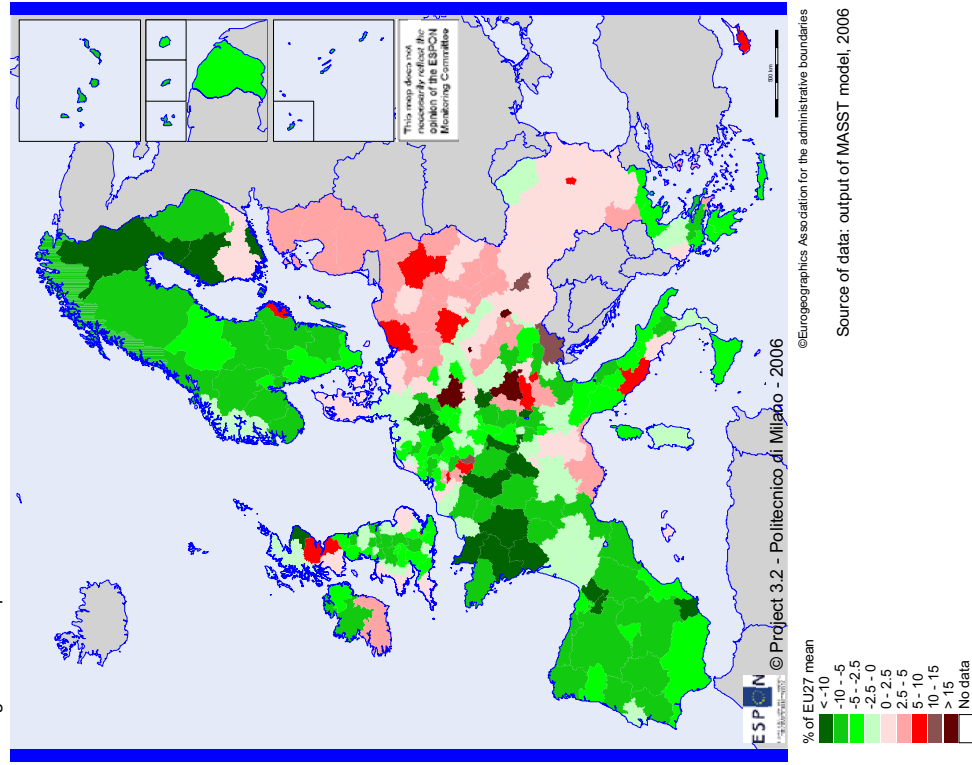 This map does not
necessarily reflect the
opinion of the ESPON
Monitoring Committee
500 km
© Project 3.2 - Politecnico di Milano - 2006
ESPON
% of EU27 mean
< -10
-10 - -5
-5 - -2.5
-2.5 - 0
0 - 2.5
2.5 - 5
5 - 10
10 - 15
> 15
No data
©Eurogeographics Association for the administrative boundaries
Source of data: output of MASST model, 2006